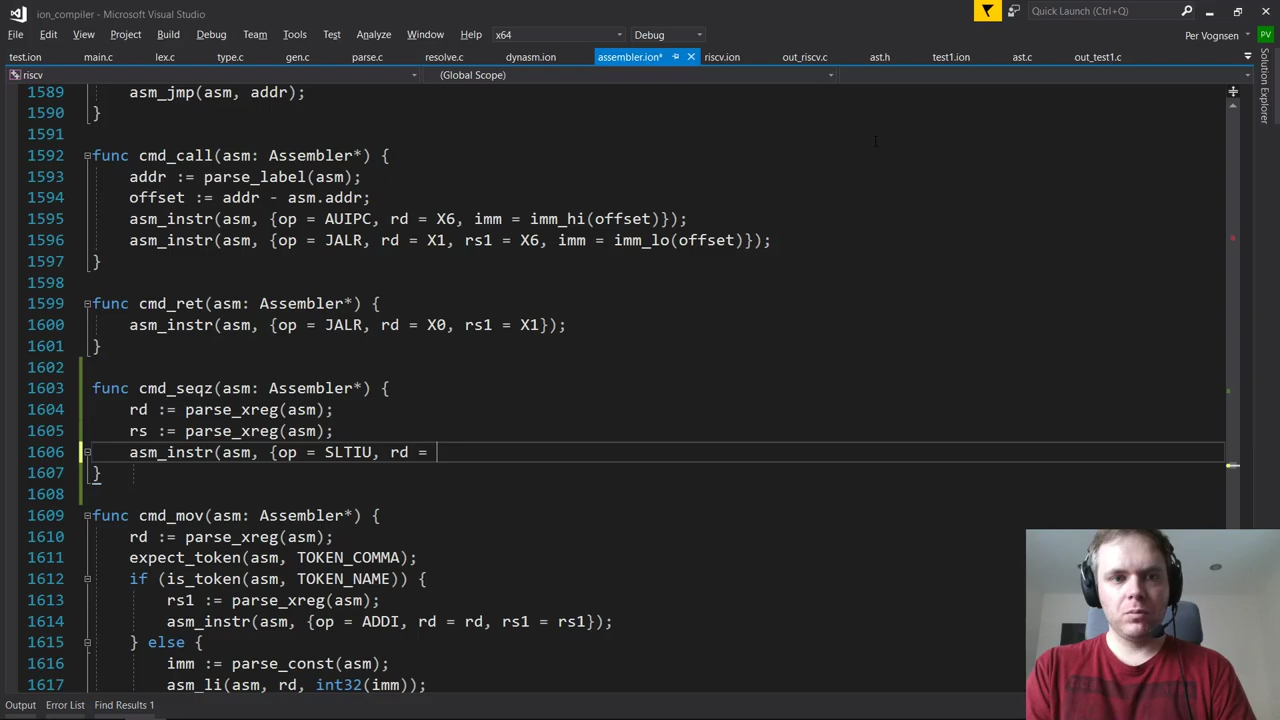 ion_compiler - Microsoft Visual Studio
Quick Launch (Ctrl+Q)
File Edit View Project Build Debug Team Tools Test Analyze Window Help x64 Debug
Per Vognsen PV
test.ion main.c lex.c type.c gen.c parse.c resolve.c dynasm.ion assembler.ion* riscv.ion out_riscv.c ast.h test1.ion ast.c out_test1.c
riscv (Global Scope)
Solution Explorer
1589 asm_jmp(asm, addr);
1590 }
1591
1592 func cmd_call(asm: Assembler*) {
1593 addr := parse_label(asm);
1594 offset := addr - asm.addr;
1595 asm_instr(asm, {op = AUIPC, rd = X6, imm = imm_hi(offset)});
1596 asm_instr(asm, {op = JALR, rd = X1, rs1 = X6, imm = imm_lo(offset)});
1597 }
1598
1599 func cmd_ret(asm: Assembler*) {
1600 asm_instr(asm, {op = JALR, rd = X0, rs1 = X1});
1601 }
1602
1603 func cmd_seqz(asm: Assembler*) {
1604 rd := parse_xreg(asm);
1605 rs := parse_xreg(asm);
1606 asm_instr(asm, {op = SLTIU, rd =
1607 }
1608
1609 func cmd_mov(asm: Assembler*) {
1610 rd := parse_xreg(asm);
1611 expect_token(asm, TOKEN_COMMA);
1612 if (is_token(asm, TOKEN_NAME)) {
1613 rs1 := parse_xreg(asm);
1614 asm_instr(asm, {op = ADDI, rd = rd, rs1 = rs1});
1615 } else {
1616 imm := parse_const(asm);
1617 asm_li(asm, rd, int32(imm));
Output Error List Find Results 1